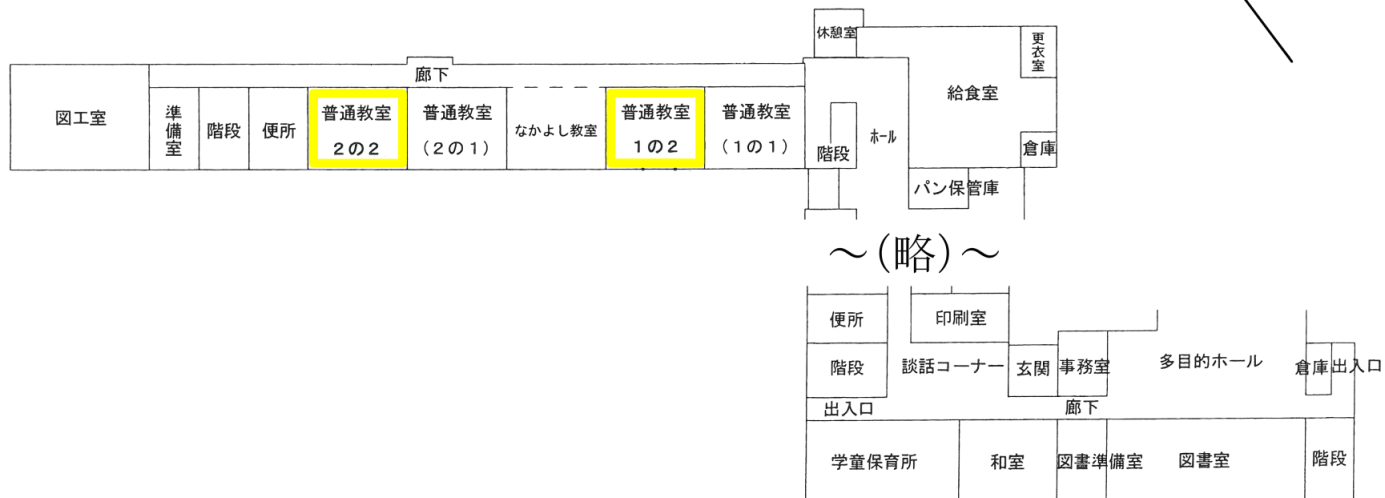 休憩室
更衣室
廊下
給食室
図工室
準備室
階段
便所
普通教室
2の2
普通教室
(2の1)
なかよし教室
普通教室
1の2
普通教室
(1の1)
階段
ホール
倉庫
パン保管庫
～(略)～
便所
印刷室
階段
談話コーナー
玄関
事務室
多目的ホール
倉庫
出入口
出入口
廊下
学童保育所
和室
図書準備室
図書室
階段